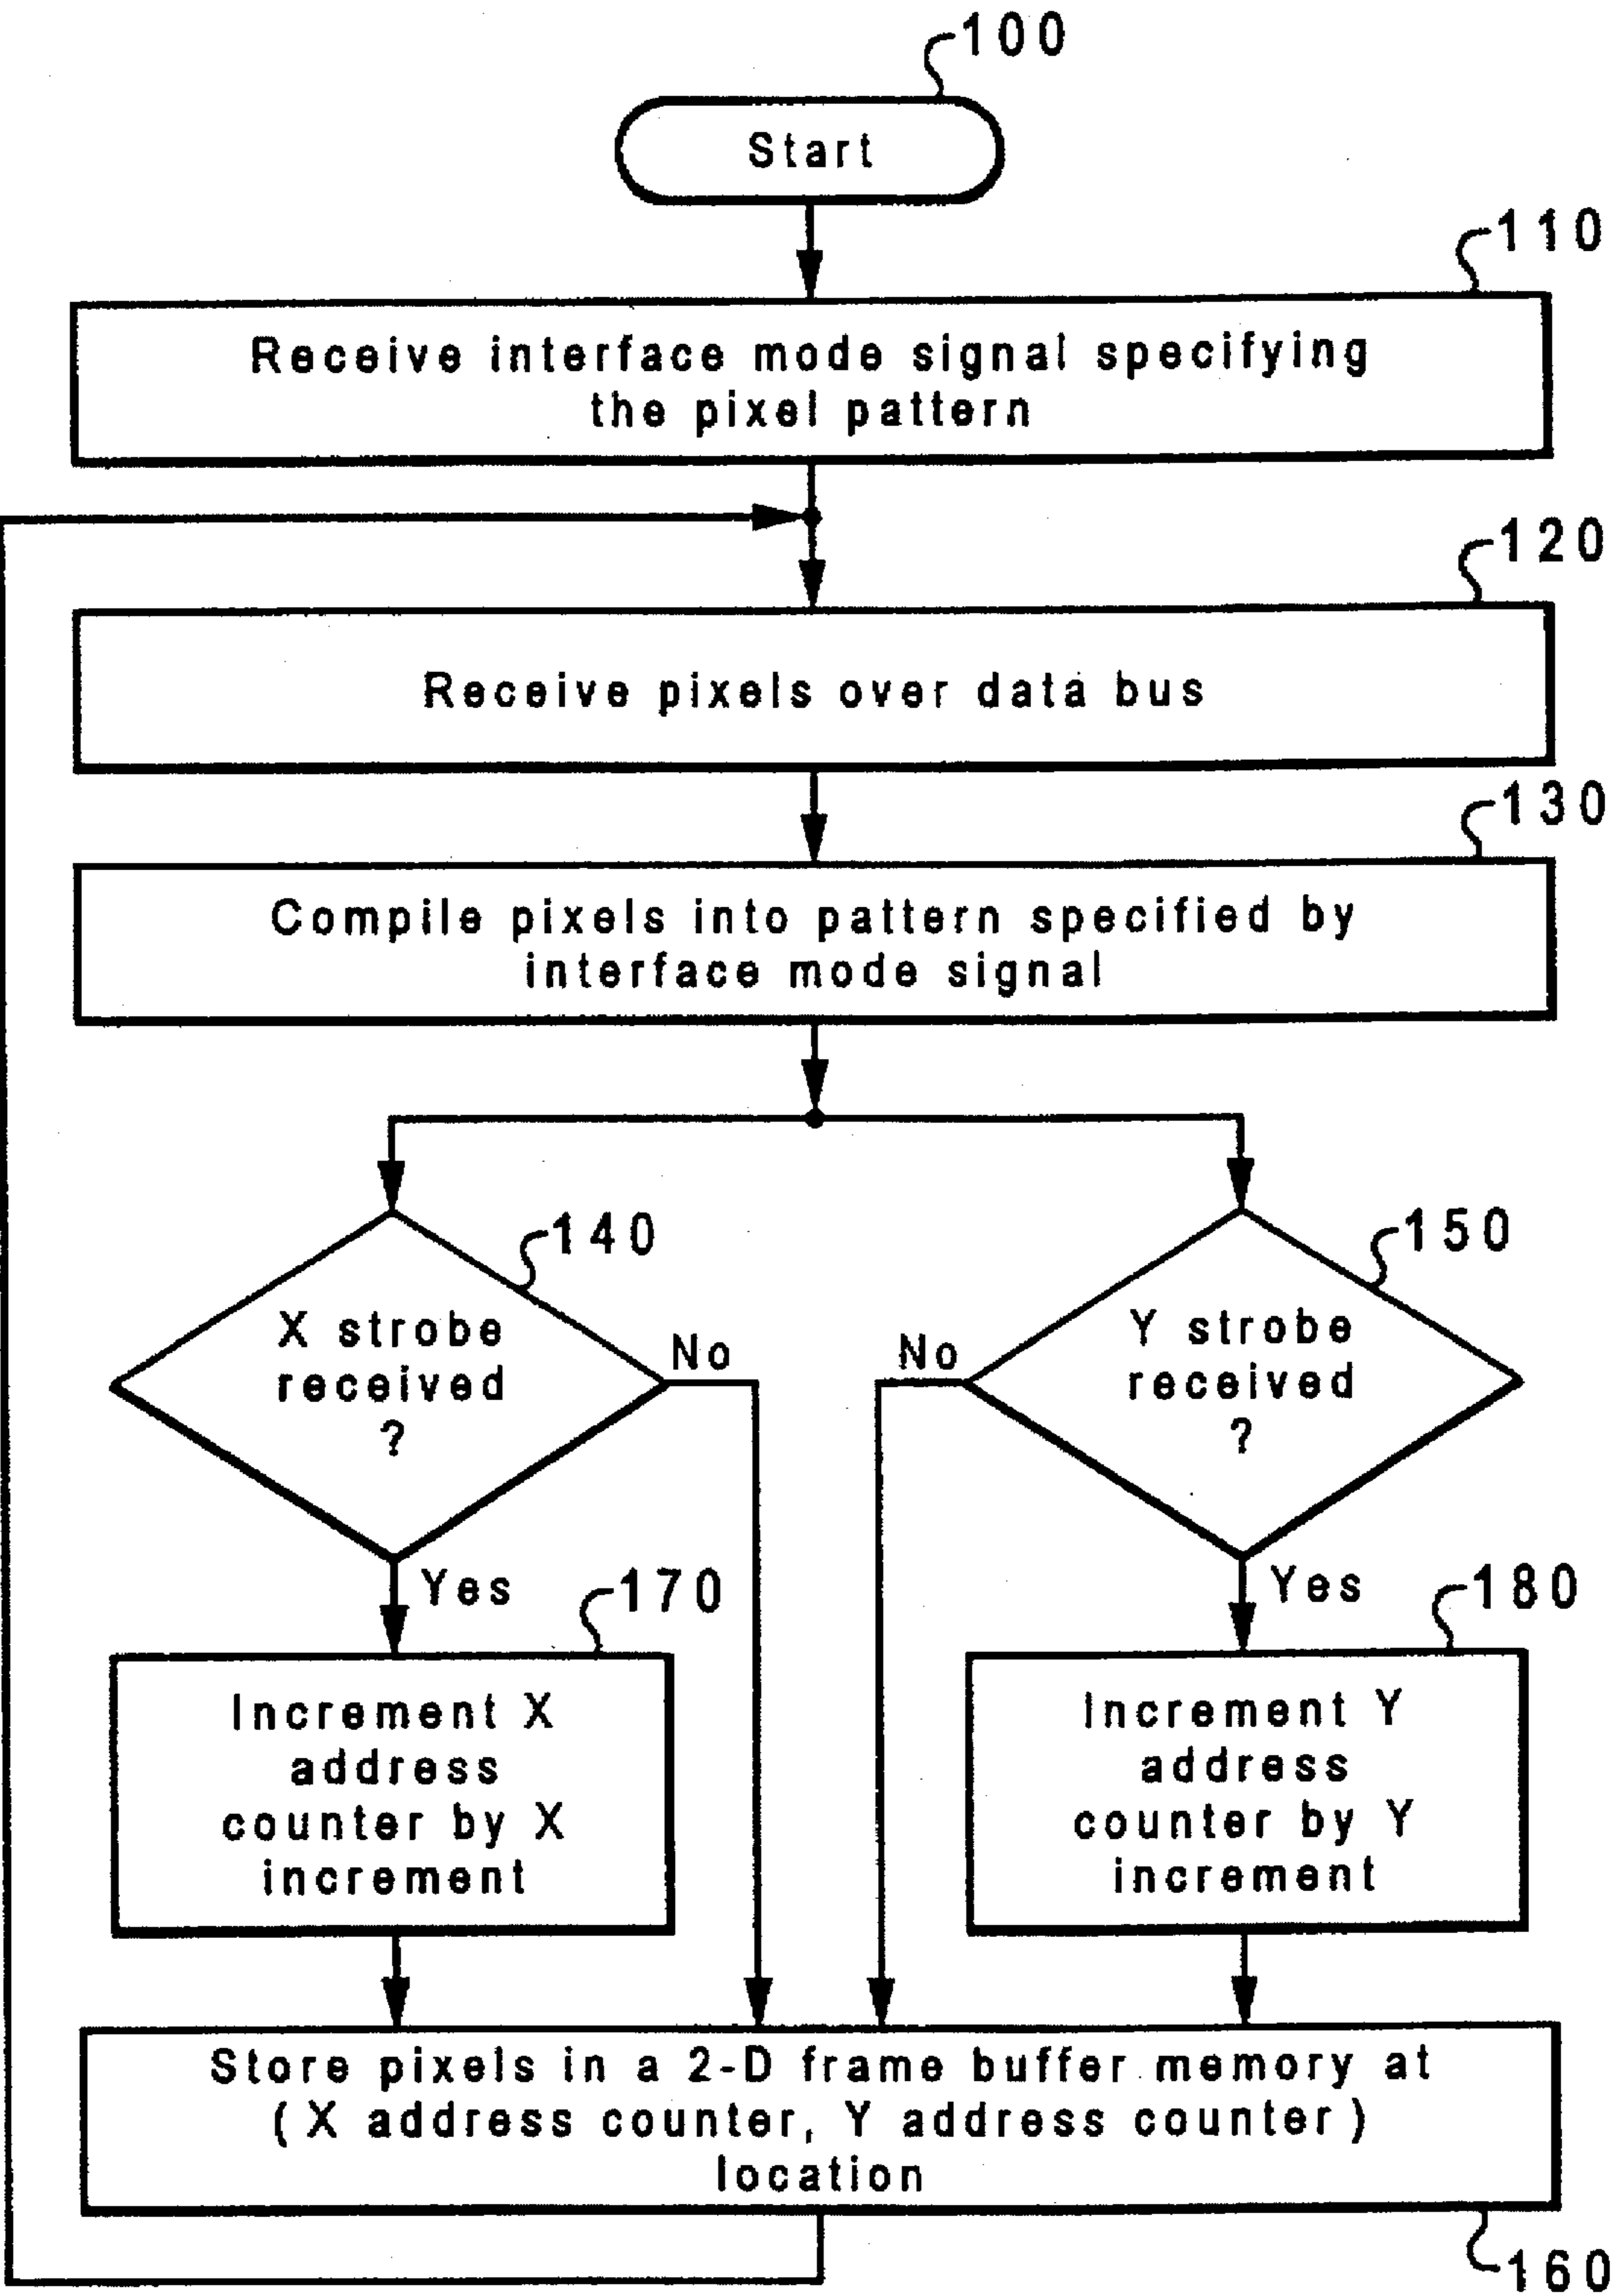 100
Start
110
Receive interface mode signal specifying
the pixel pattern
120
Receive pixels over data bus
130
Compile pixels into pattern specified by
interface mode signal
140
X strobe
received
?
No
Yes
150
Y strobe
received
?
No
Yes
170
Increment X
address
counter by X
increment
180
Increment Y
address
counter by Y
increment
Store pixels in a 2-D frame buffer memory at
(X address counter, Y address counter)
location
160